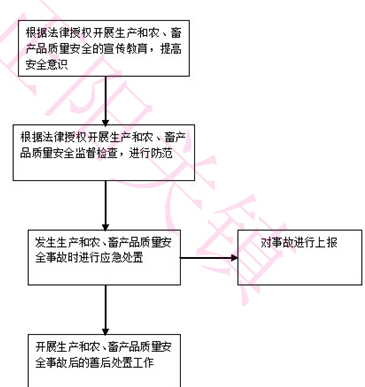 根据法律授权开展生产和农、畜
产品质量安全的宣传教育，提高
安全意识
根据法律授权开展生产和农、畜产
品质量安全监督检查，进行防范
发生生产和农、畜产品质量安
全事故时进行应急处置
对事故进行上报
开展生产和农、畜产品质量安
全事故后的善后处置工作
正阳关镇